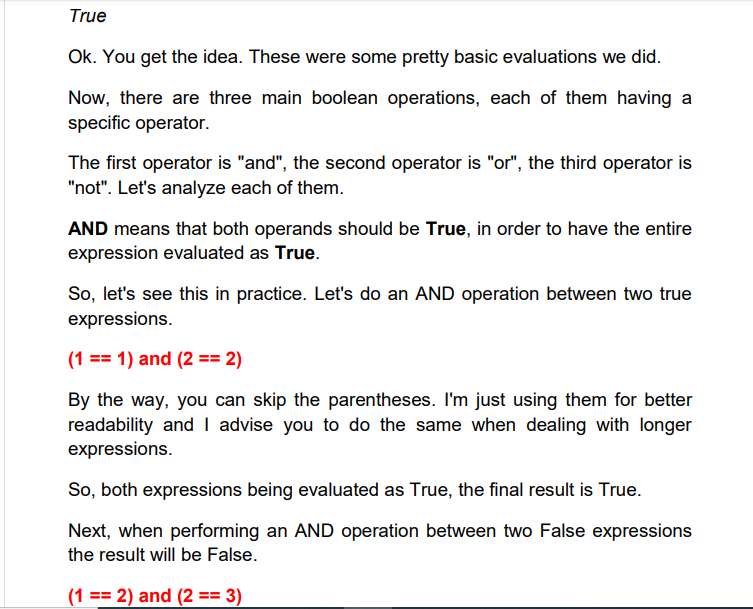 True
Ok. You get the idea. These were some pretty basic evaluations we did.
Now, there are three main boolean operations, each of them having a
specific operator.
The first operator is "and", the second operator is "or", the third operator is
"not". Let's analyze each of them.
AND means that both operands should be True, in order to have the entire
expression evaluated as True.
So, let's see this in practice. Let's do an AND operation between two true
expressions.
(1 == 1) and (2 == 2)
By the way, you can skip the parentheses. I'm just using them for better
readability and I advise you to do the same when dealing with longer
expressions.
So, both expressions being evaluated as True, the final result is True.
Next, when performing an AND operation between two False expressions
the result will be False.
(1 == 2) and (2 == 3)